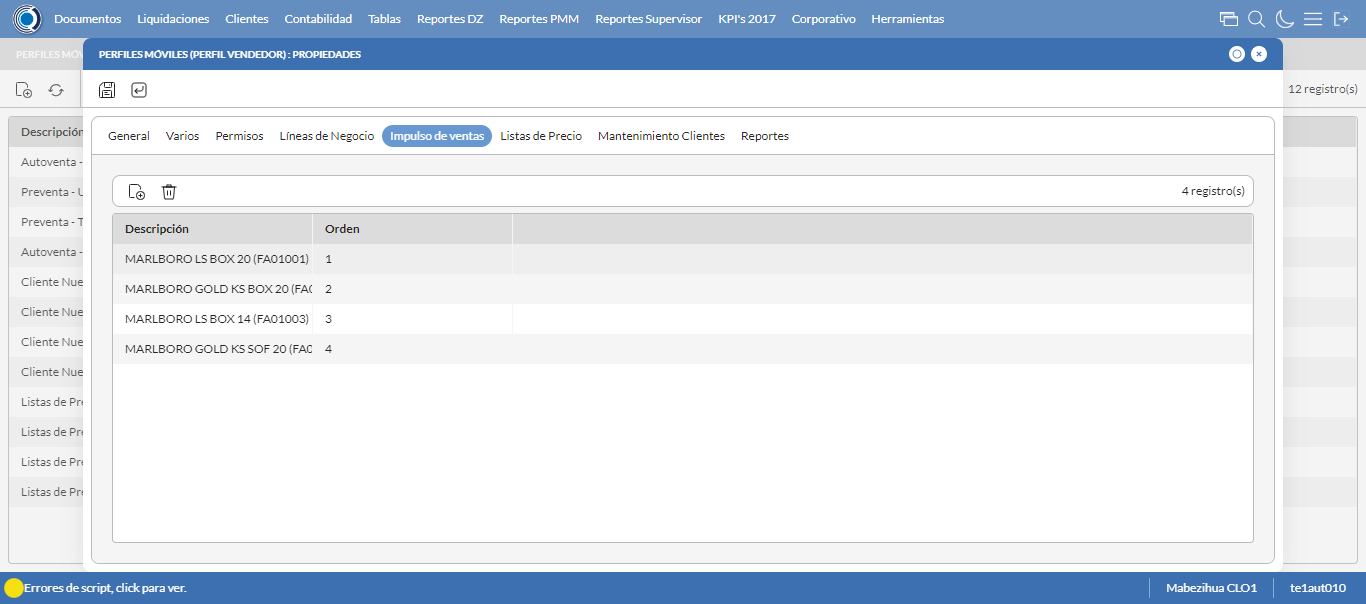 Documentos Liquidaciones Clientes Contabilidad Tablas Reportes DZ Reportes PMM Reportes Supervisor KPI's 2017 Corporativo Herramientas
PERFILES MÓV
PERFILES MÓVILES (PERFIL VENDEDOR) : PROPIEDADES
12 registro(s)
General Varios Permisos Líneas de Negocio Impulso de ventas Listas de Precio Mantenimiento Clientes Reportes
4 registro(s)
Descripción Orden
MARLBORO LS BOX 20 (FA01001) 1
MARLBORO GOLD KS BOX 20 (FA0 2
MARLBORO LS BOX 14 (FA01003) 3
MARLBORO GOLD KS SOF 20 (FA0 4
Descripción
Autoventa -
Preventa - U
Preventa - T
Autoventa -
Cliente Nue
Cliente Nue
Cliente Nue
Cliente Nue
Listas de Pre
Listas de Pre
Listas de Pre
Listas de Pre
Errores de script, click para ver.
Mabezihua CLO1 te1aut010